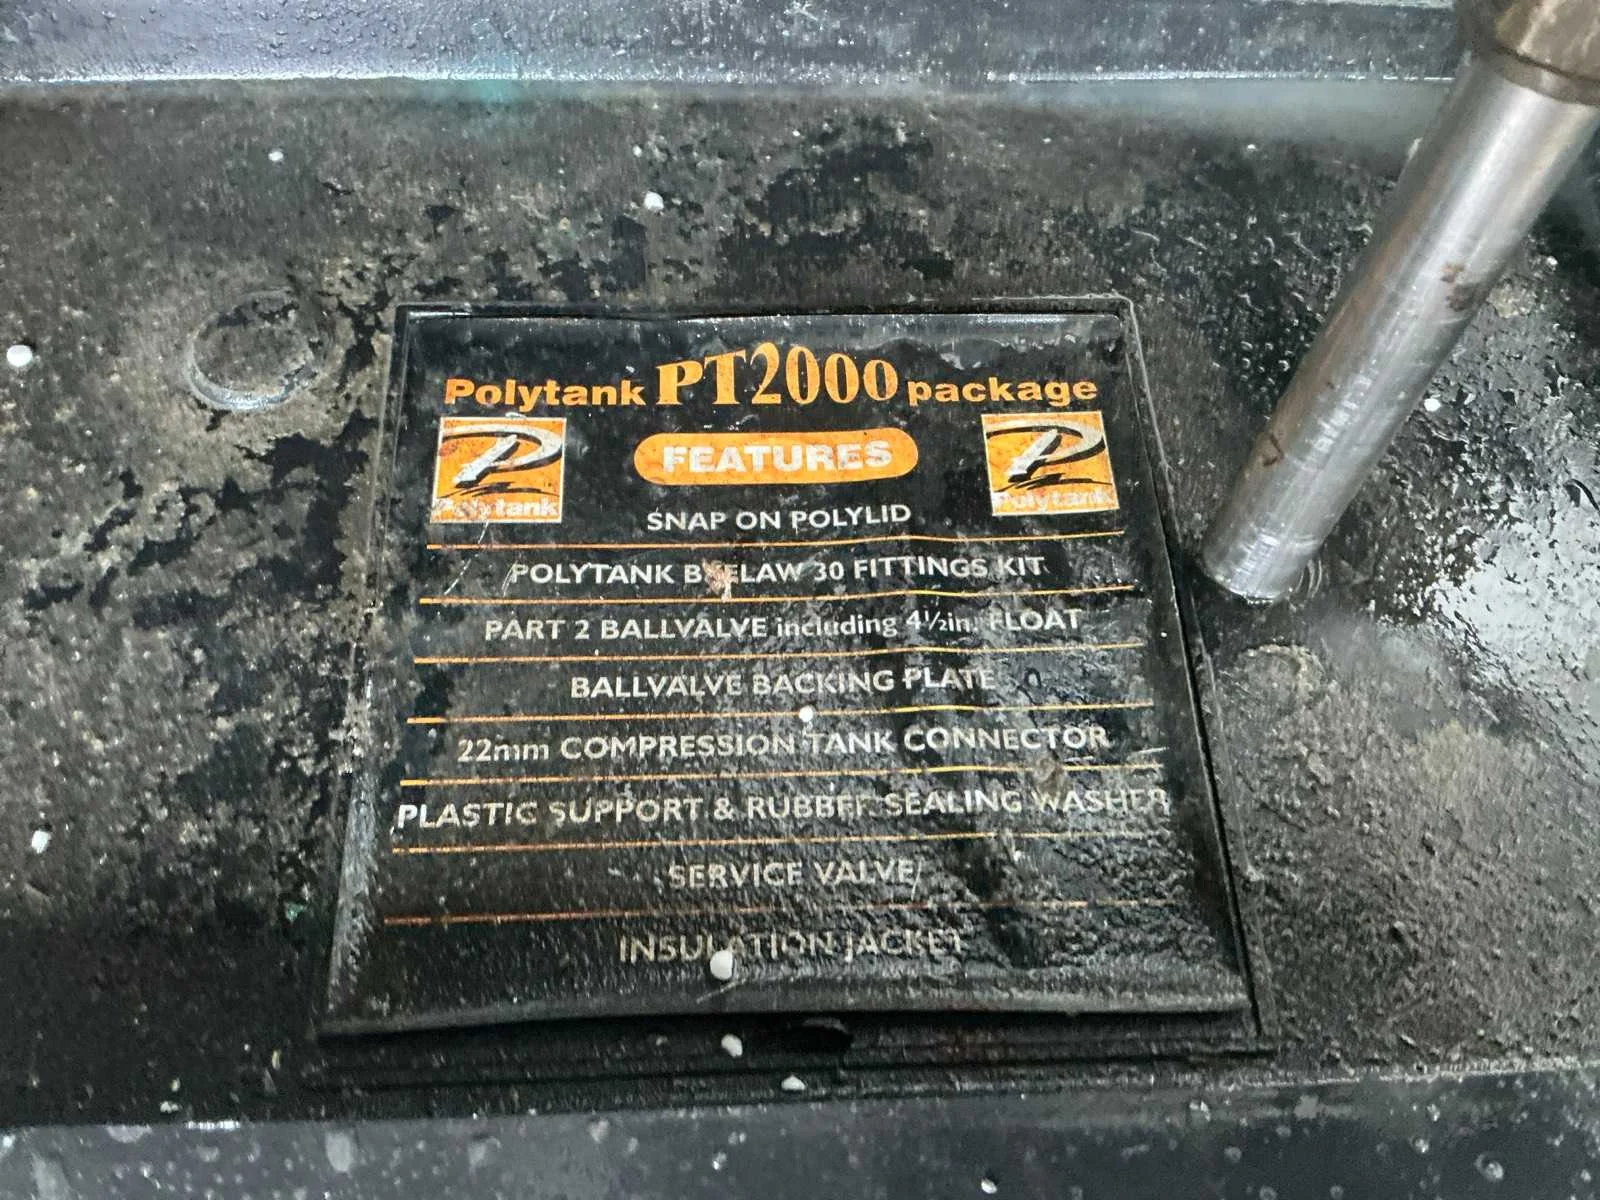 Polytank PT2000 package
FEATURES
Polytank
Polytank
SNAP ON POLYLID
POLYTANK BYELAW 30 FITTINGS KIT
PART 2 BALLVALVE including 4½in. FLOAT
BALLVALVE BACKING PLATE
22mm COMPRESSION TANK CONNECTOR
PLASTIC SUPPORT & RUBBER SEALING WASHER
SERVICE VALVE
INSULATION JACKET